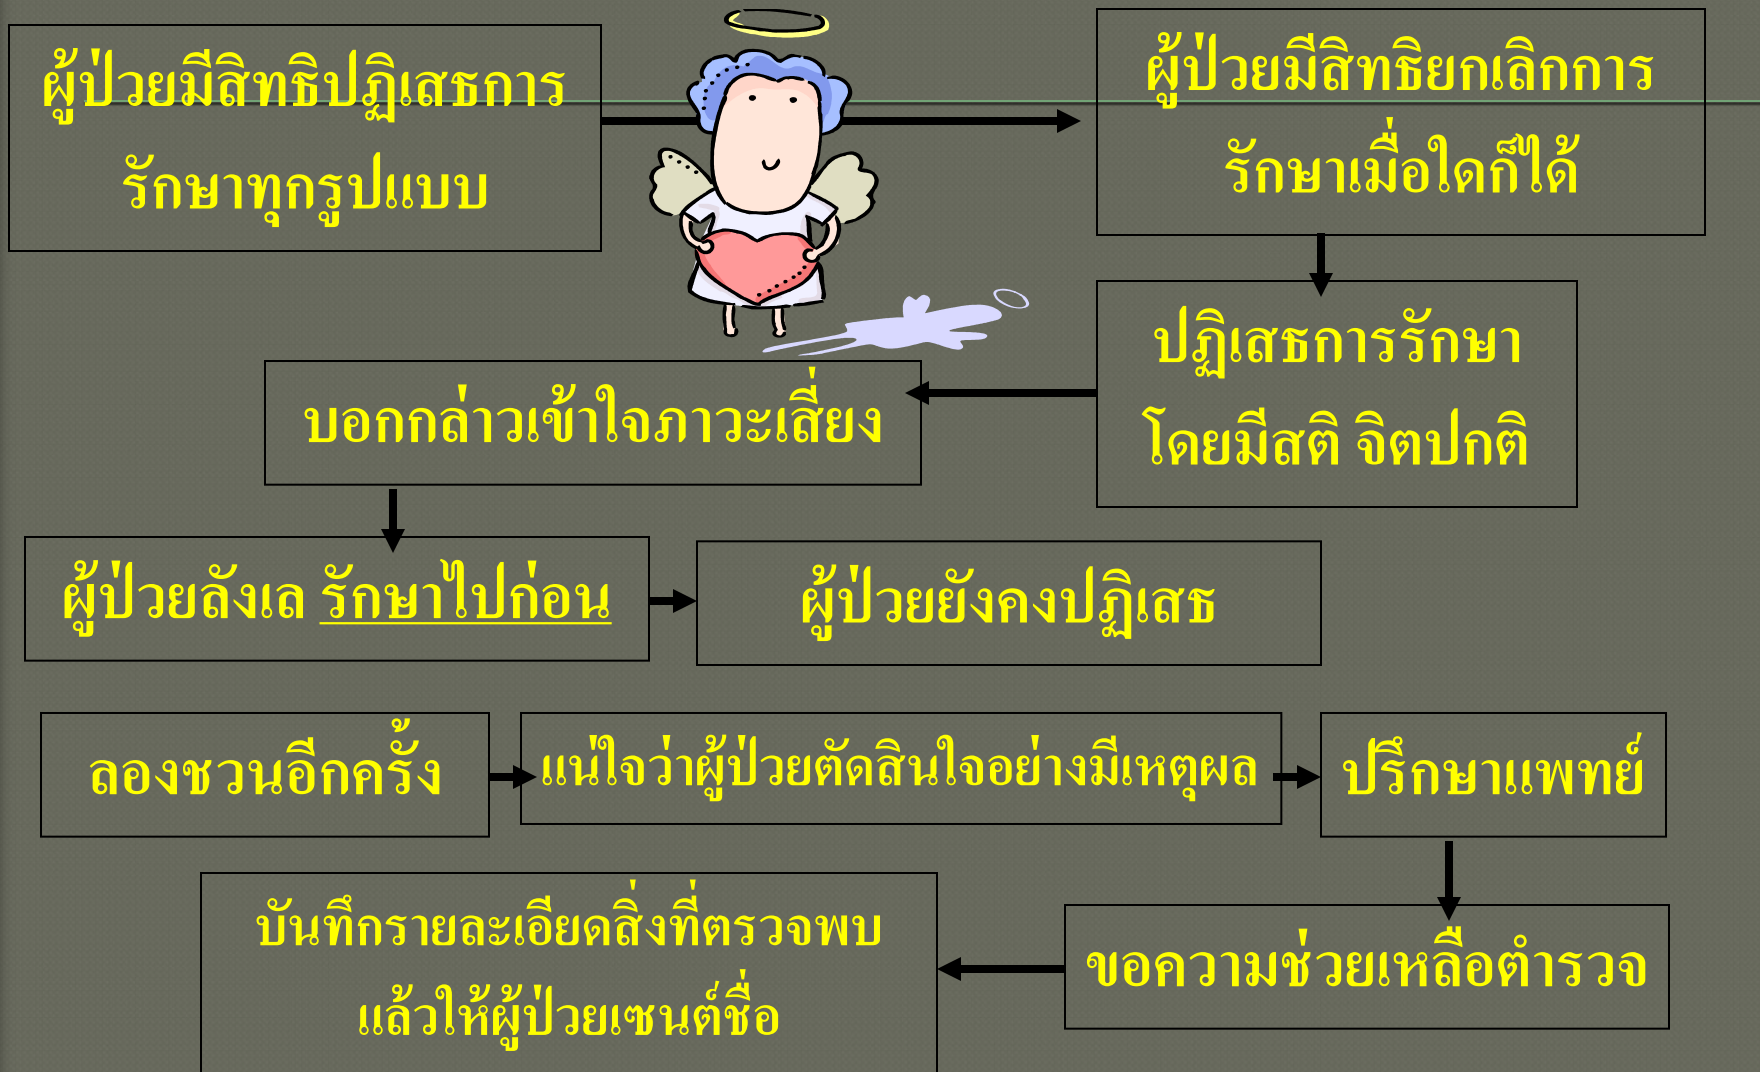 ผู้ป่วยมีสิทธิปฏิเสธการ
รักษาทุกรูปแบบ
ผู้ป่วยมีสิทธิยกเลิกการ
รักษาเมื่อใดก็ได้
ปฏิเสธการรักษา
โดยมีสติ จิตปกติ
บอกกล่าวเข้าใจภาวะเสี่ยง
ผู้ป่วยลังเล รักษาไปก่อน
ผู้ป่วยยังคงปฏิเสธ
ลองชวนอีกครั้ง
แน่ใจว่าผู้ป่วยตัดสินใจอย่างมีเหตุผล
ปรึกษาแพทย์
ขอความช่วยเหลือตำรวจ
บันทึกรายละเอียดสิ่งที่ตรวจพบ
แล้วให้ผู้ป่วยเซนต์ชื่อ